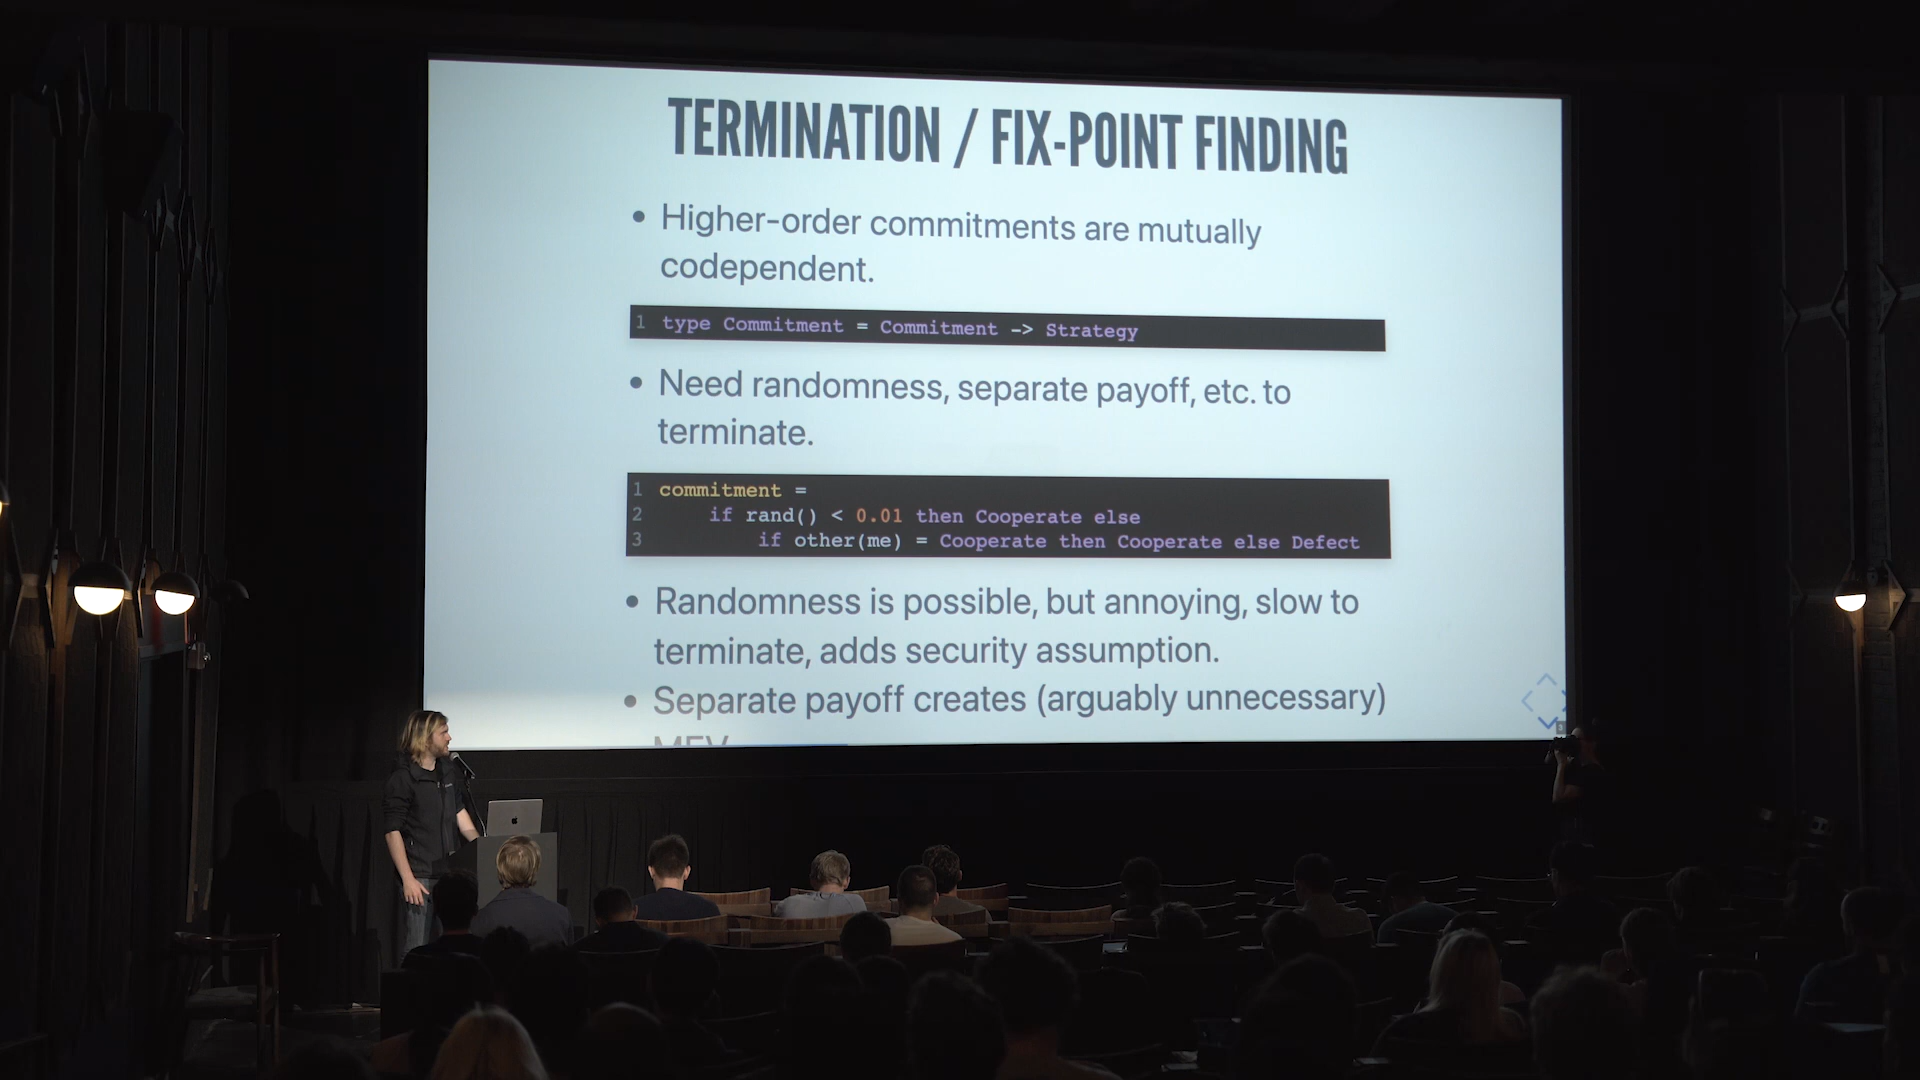 TERMINATION / FIX-POINT FINDING
• Higher-order commitments are mutually
codependent.
1 type Commitment = Commitment -> Strategy
• Need randomness, separate payoff, etc. to
terminate.
1 commitment =
2 if rand() < 0.01 then Cooperate else
3 if other(me) = Cooperate then Cooperate else Defect
• Randomness is possible, but annoying, slow to
terminate, adds security assumption.
• Separate payoff creates (arguably unnecessary)
MEV